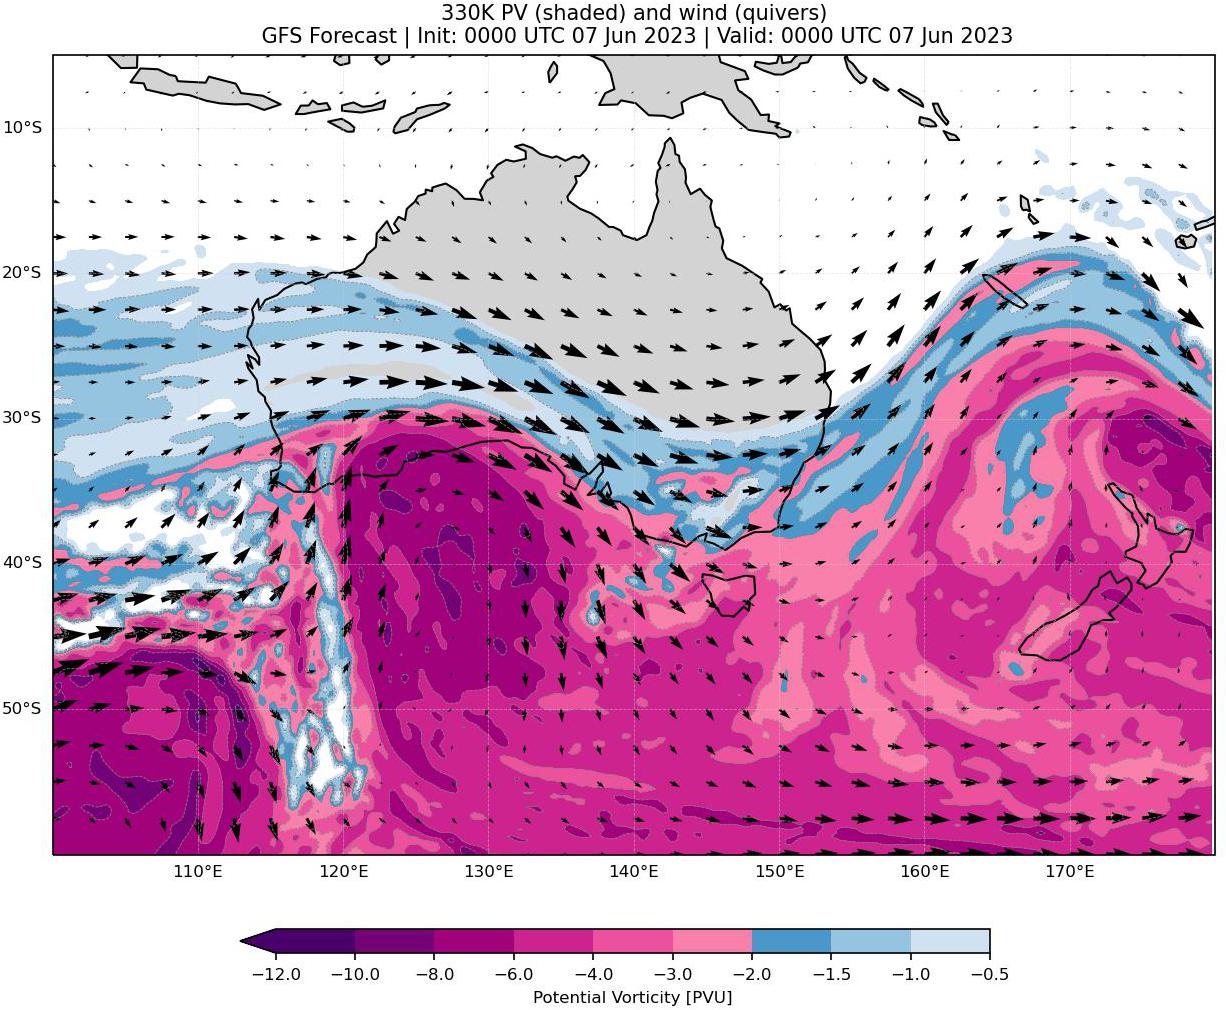 330K PV (shaded) and wind (quivers)
GFS Forecast | Init: 0000 UTC 07 Jun 2023 | Valid: 0000 UTC 07 Jun 2023
10°S
20°S
30°S
40°S
50°S
110°E 120°E 130°E 140°E 150°E 160°E 170°E
−12.0 −10.0 −8.0 −6.0 −4.0 −3.0 −2.0 −1.5 −1.0 −0.5
Potential Vorticity [PVU]